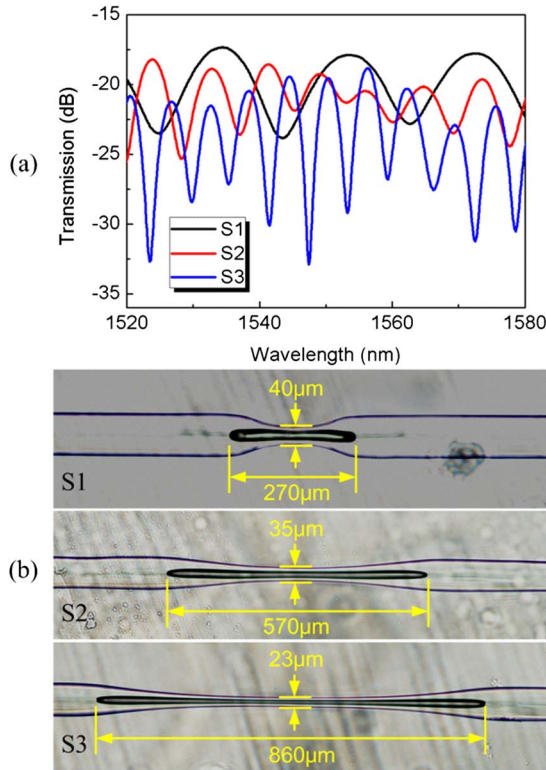 (a)
Transmission (dB)
-15
-20
-25
-30
-35
S1
S2
S3
1520 1540 1560 1580
Wavelength (nm)
(b)
40μm
S1
270μm
35μm
S2
570μm
23μm
S3
860μm